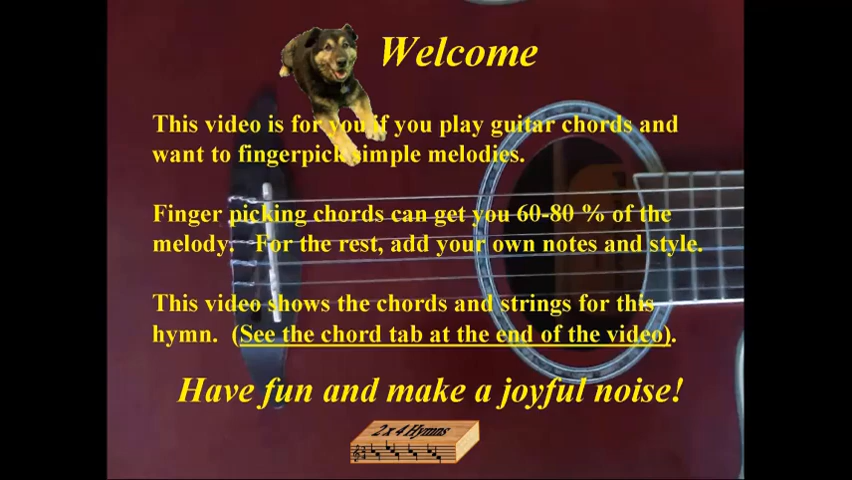 Welcome
This video is for you if you play guitar chords and
want to fingerpick simple melodies.
Finger picking chords can get you 60-80 % of the
melody. For the rest, add your own notes and style.
This video shows the chords and strings for this
hymn. (See the chord tab at the end of the video).
Have fun and make a joyful noise!
2 x 4 Hymns